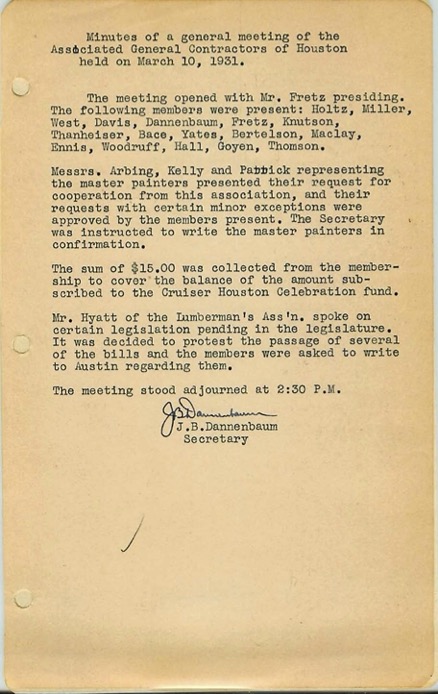 Minutes of a general meeting of the
Associated General Contractors of Houston
held on March 10, 1931.
The meeting opened with Mr. Fretz presiding.
The following members were present: Holtz, Miller,
West, Davis, Dannenbaum, Fretz, Knutson,
Thanheiser, Bace, Yates, Bertelson, Maclay,
Ennis, Woodruff, Hall, Goyen, Thomson.
Messrs. Arbing, Kelly and Pattick representing
the master painters presented their request for
cooperation from this association, and their
requests with certain minor exceptions were
approved by the members present. The Secretary
was instructed to write the master painters in
confirmation.
The sum of $15.00 was collected from the member-
ship to cover the balance of the amount sub-
scribed to the Cruiser Houston Celebration fund.
Mr. Hyatt of the Lumberman's Ass'n. spoke on
certain legislation pending in the legislature.
It was decided to protest the passage of several
of the bills and the members were asked to write
to Austin regarding them.
The meeting stood adjourned at 2:30 P.M.
JB Dannenbaum
J.B.Dannenbaum
Secretary